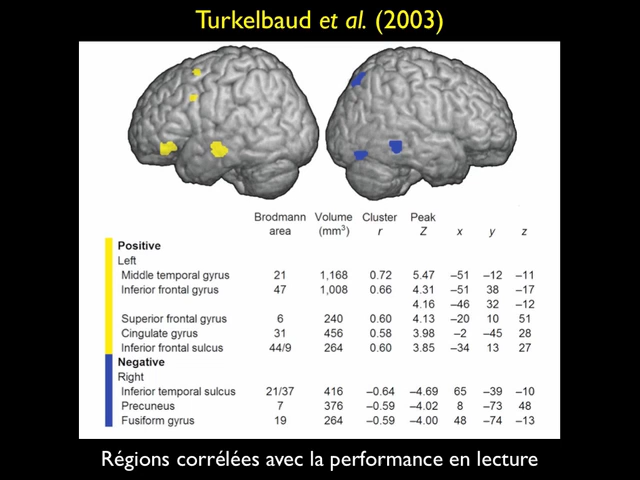 Turkelbaud et al. (2003)
Brodmann Volume Cluster Peak
area (mm³) r Z x y z
Positive
Left
Middle temporal gyrus 21 1,168 0.72 5.47 –51 –12 –11
Inferior frontal gyrus 47 1,008 0.66 4.31 –51 38 –17
4.16 –46 32 –12
Superior frontal gyrus 6 240 0.60 4.13 –20 10 51
Cingulate gyrus 31 456 0.58 3.98 –2 –45 28
Inferior frontal sulcus 44/9 264 0.60 3.85 –34 13 27
Negative
Right
Inferior temporal sulcus 21/37 416 –0.64 –4.69 65 –39 –10
Precuneus 7 376 –0.59 –4.02 8 –73 48
Fusiform gyrus 19 264 –0.59 –4.00 48 –74 –13
Régions corrélées avec la performance en lecture